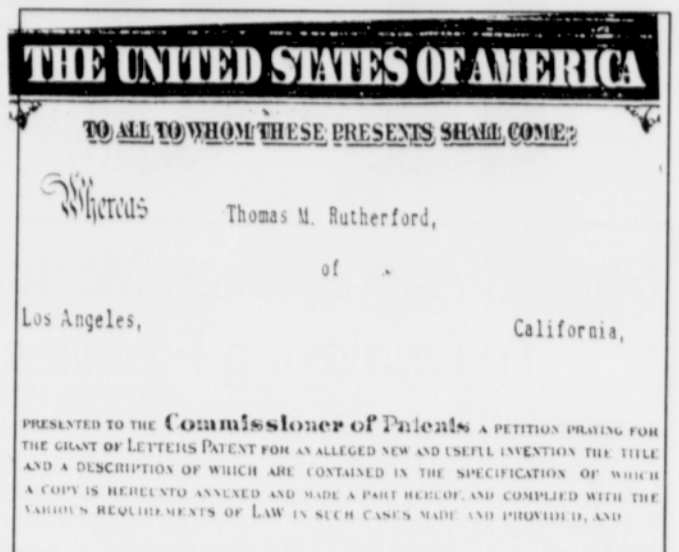 THE UNITED STATES OF AMERICA
TO ALL TO WHOM THESE PRESENTS SHALL COME:
Whereas Thomas M. Rutherford,
of
Los Angeles, California,
PRESENTED TO THE Commissioner of Patents A PETITION PRAYING FOR
THE GRANT OF LETTERS PATENT FOR AN ALLEGED NEW AND USEFUL INVENTION THE TITLE
AND A DESCRIPTION OF WHICH ARE CONTAINED IN THE SPECIFICATION OF WHICH
A COPY IS HEREUNTO ANNEXED AND MADE A PART HEREOF, AND COMPLIED WITH THE
VARIOUS REQUIREMENTS OF LAW IN SUCH CASES MADE AND PROVIDED, AND